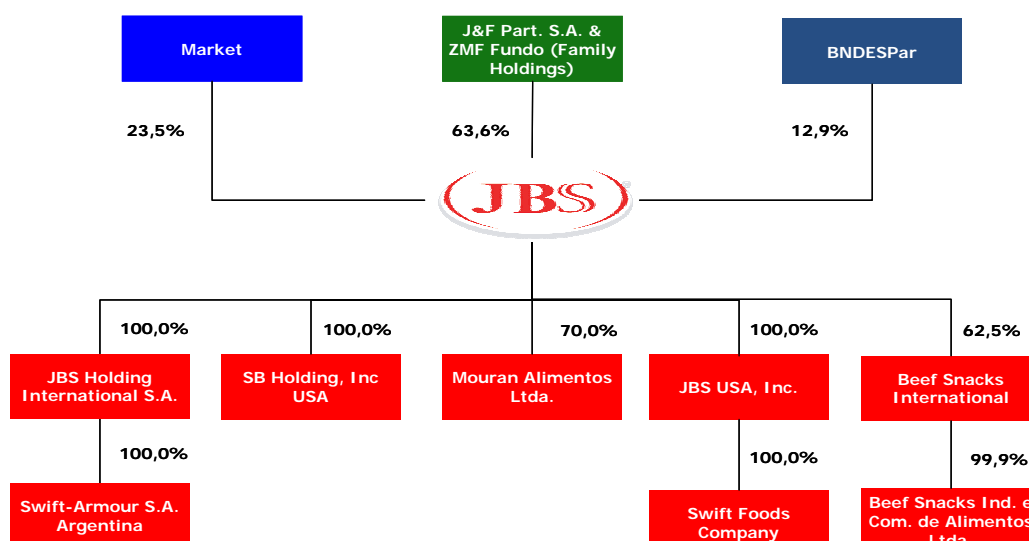 Market
J&F Part. S.A. &
ZMF Fundo (Family
Holdings)
BNDESPar
23,5%
63,6%
12,9%
JBS
100,0%
100,0%
70,0%
100,0%
62,5%
JBS Holding
International S.A.
SB Holding, Inc
USA
Mouran Alimentos
Ltda.
JBS USA, Inc.
Beef Snacks
International
100,0%
100,0%
99,9%
Swift-Armour S.A.
Argentina
Swift Foods
Company
Beef Snacks Ind. e
Com. de Alimentos
Ltda